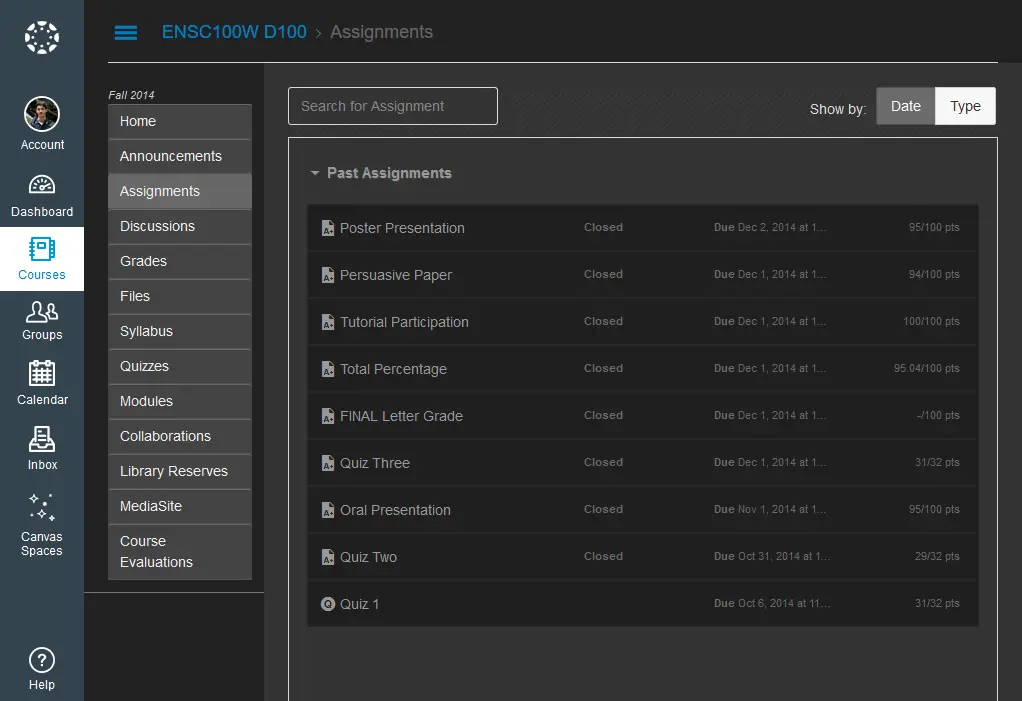 ENSC100W D100 > Assignments
Account
Dashboard
Courses
Groups
Calendar
Inbox
Canvas
Spaces
Help
Fall 2014
Home
Announcements
Assignments
Discussions
Grades
Files
Syllabus
Quizzes
Modules
Collaborations
Library Reserves
MediaSite
Course
Evaluations
Search for Assignment
Show by: Date Type
Past Assignments
Poster Presentation Closed Due Dec 2, 2014 at 1... 95/100 pts
Persuasive Paper Closed Due Dec 1, 2014 at 1... 94/100 pts
Tutorial Participation Closed Due Dec 1, 2014 at 1... 100/100 pts
Total Percentage Closed Due Dec 1, 2014 at 1... 95.04/100 pts
FINAL Letter Grade Closed Due Dec 1, 2014 at 1... -/100 pts
Quiz Three Closed Due Dec 1, 2014 at 1... 31/32 pts
Oral Presentation Closed Due Nov 1, 2014 at 1... 95/100 pts
Quiz Two Closed Due Oct 31, 2014 at 1... 29/32 pts
Quiz 1 Due Oct 6, 2014 at 11... 31/32 pts